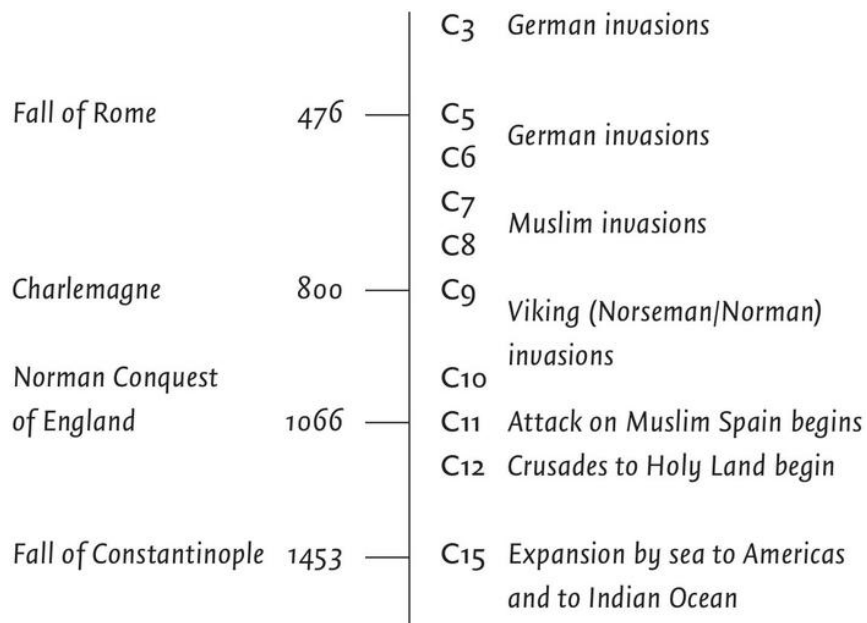 C3 German invasions
Fall of Rome 476 C5
German invasions
C6
C7
Muslim invasions
C8
Charlemagne 800 C9
Viking (Norseman/Norman)
invasions
Norman Conquest C10
of England 1066 C11 Attack on Muslim Spain begins
C12 Crusades to Holy Land begin
Fall of Constantinople 1453 C15 Expansion by sea to Americas
and to Indian Ocean